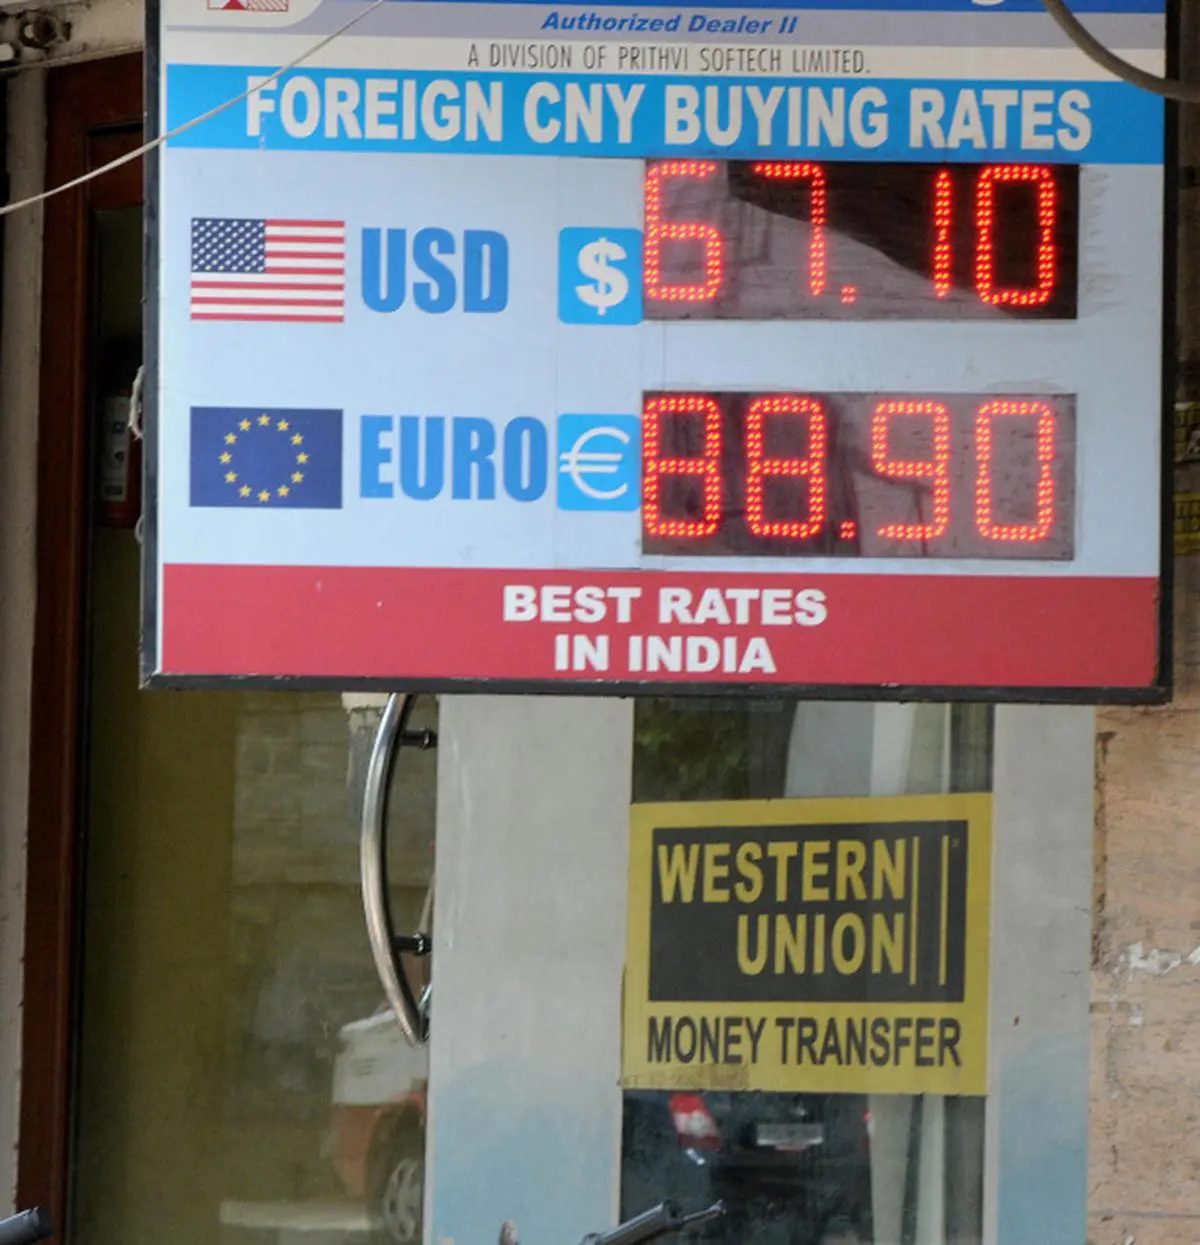 Authorized Dealer II
A DIVISION OF PRITHVI SOFTECH LIMITED.
FOREIGN CNY BUYING RATES
USD $ 67.10
EURO € 88.90
BEST RATES
IN INDIA
WESTERN
UNION
MONEY TRANSFER